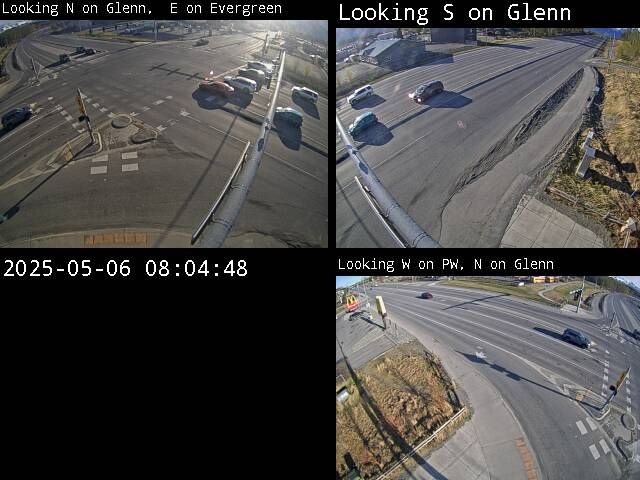 Looking N on Glenn,  E on Evergreen
Looking S on Glenn
2025-05-06 08:04:48
Looking W on PW, N on Glenn